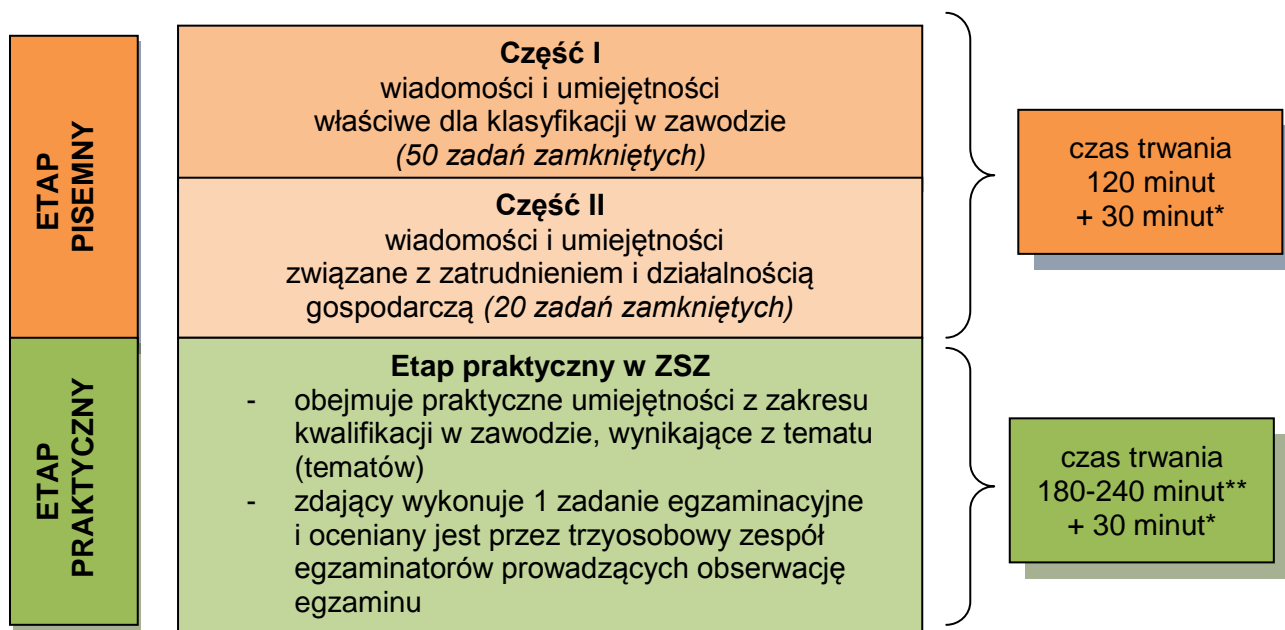 ETAP
PISEMNY
Część I
wiadomości i umiejętności
właściwe dla klasyfikacji w zawodzie
(50 zadań zamkniętych)
Część II
wiadomości i umiejętności
związane z zatrudnieniem i działalnością
gospodarczą (20 zadań zamkniętych)
czas trwania
120 minut
+ 30 minut*
ETAP
PRAKTYCZNY
Etap praktyczny w ZSZ
- obejmuje praktyczne umiejętności z zakresu
kwalifikacji w zawodzie, wynikające z tematu
(tematów)
- zdający wykonuje 1 zadanie egzaminacyjne
i oceniany jest przez trzyosobowy zespół
egzaminatorów prowadzących obserwację
egzaminu
czas trwania
180-240 minut**
+ 30 minut*